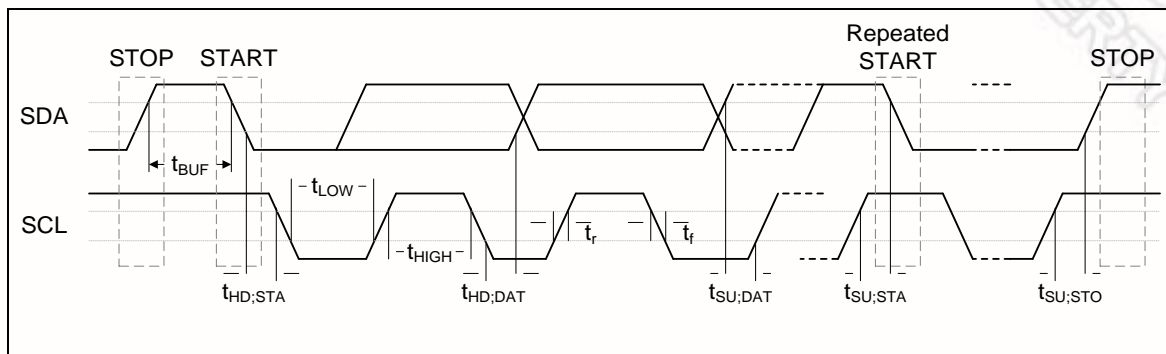 STOP START Repeated START STOP
SDA
tBUF
tLOW
SCL
tHIGH
tr
tf
tHD;STA tHD;DAT tSU;DAT tSU;STA tSU;STO